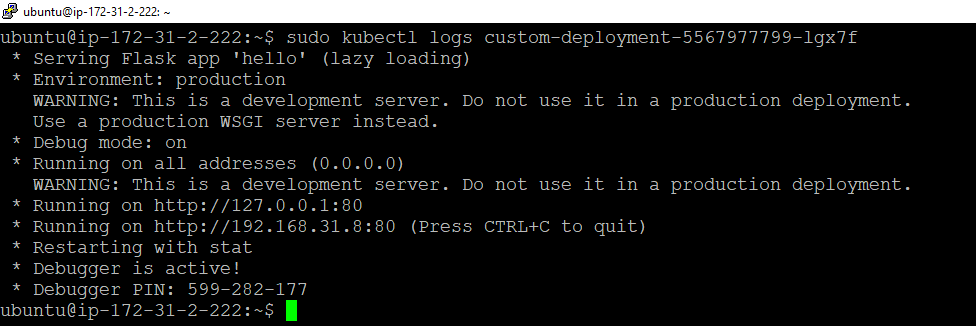 ubuntu@ip-172-31-2-222: ~
ubuntu@ip-172-31-2-222:~$ sudo kubectl logs custom-deployment-5567977799-lgx7f
 * Serving Flask app 'hello' (lazy loading)
 * Environment: production
   WARNING: This is a development server. Do not use it in a production deployment.
   Use a production WSGI server instead.
 * Debug mode: on
 * Running on all addresses (0.0.0.0)
   WARNING: This is a development server. Do not use it in a production deployment.
 * Running on http://127.0.0.1:80
 * Running on http://192.168.31.8:80 (Press CTRL+C to quit)
 * Restarting with stat
 * Debugger is active!
 * Debugger PIN: 599-282-177
ubuntu@ip-172-31-2-222:~$